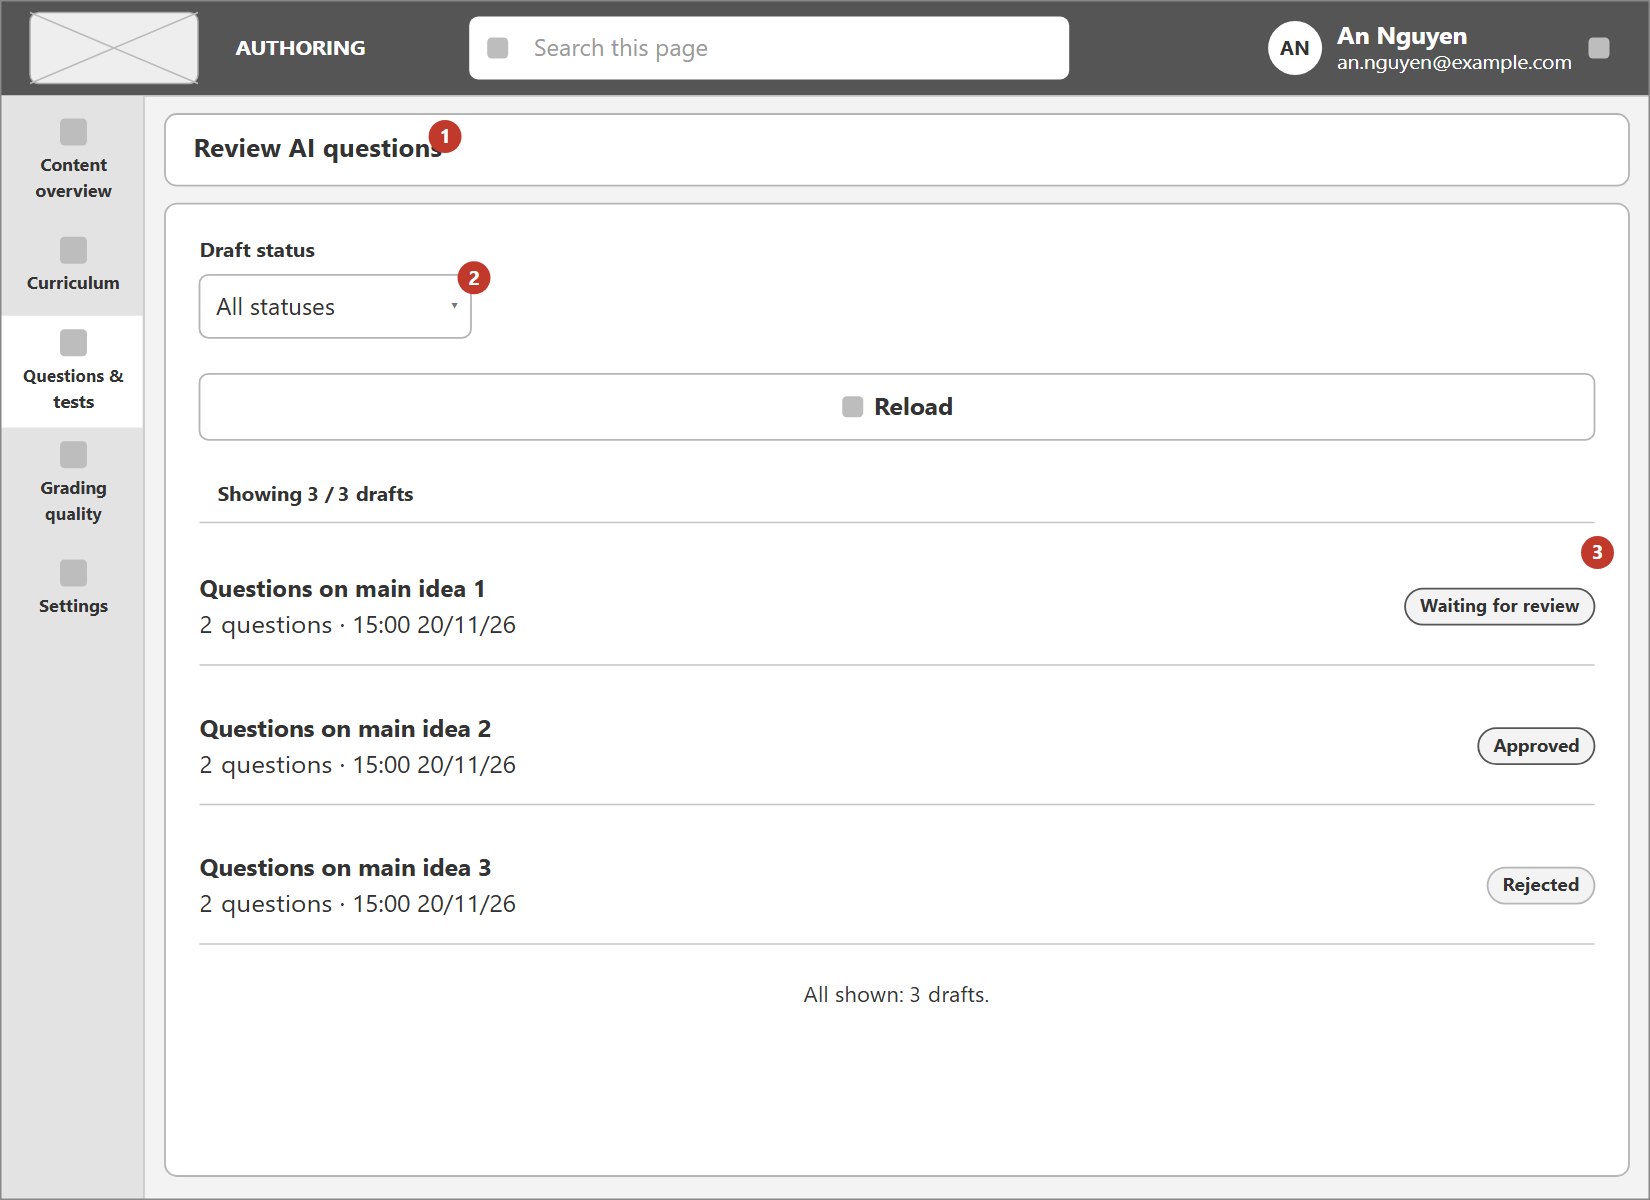 AUTHORING
Search this page
AN
An Nguyen
an.nguyen@example.com
Content
overview
Curriculum
Questions &
tests
Grading
quality
Settings
Review AI questions
1
Draft status
2
All statuses
Reload
Showing 3 / 3 drafts
3
Questions on main idea 1
2 questions · 15:00 20/11/26
Waiting for review
Questions on main idea 2
2 questions · 15:00 20/11/26
Approved
Questions on main idea 3
2 questions · 15:00 20/11/26
Rejected
All shown: 3 drafts.